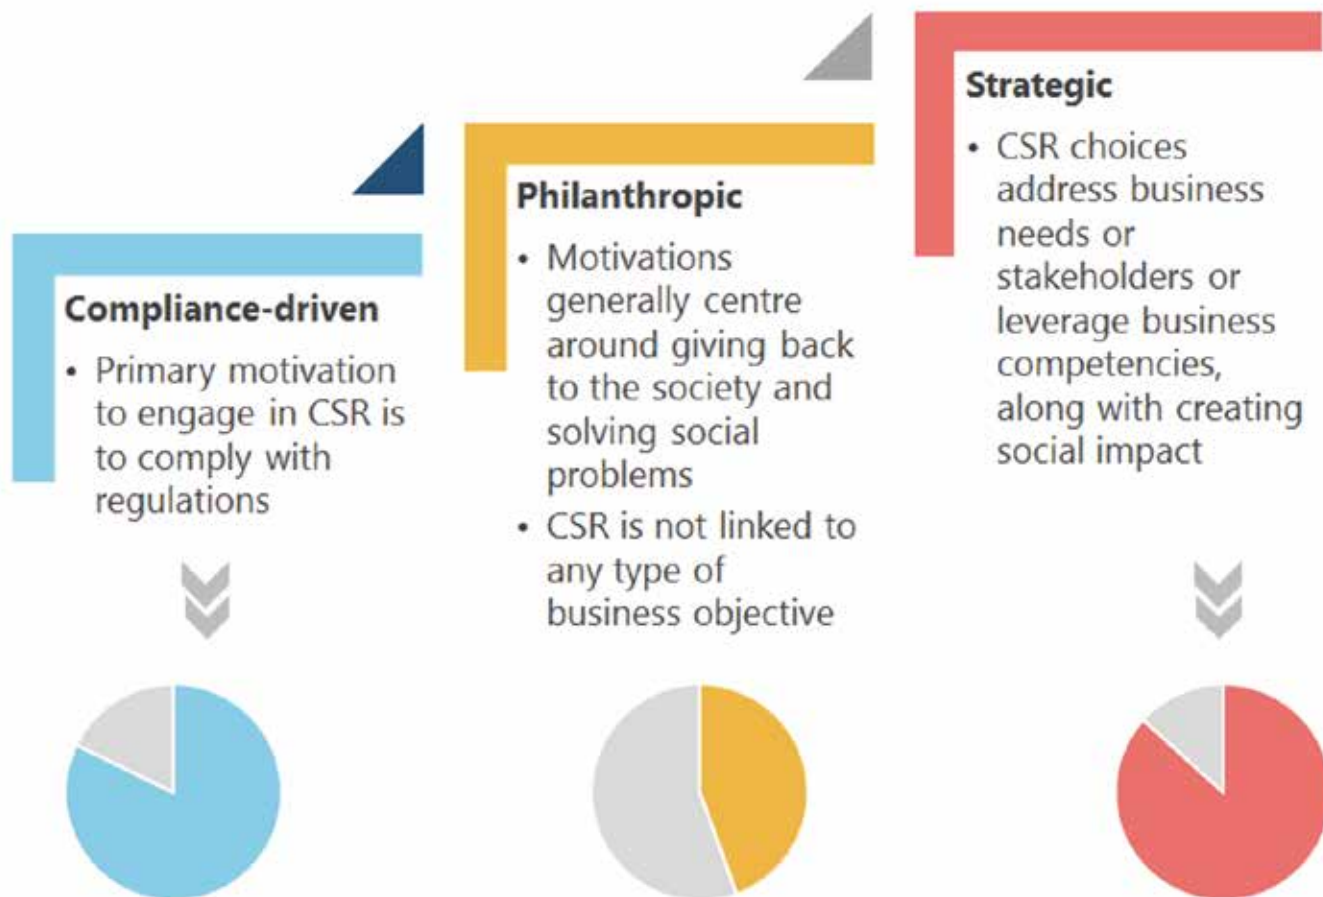 Compliance-driven
• Primary motivation
to engage in CSR is
to comply with
regulations
Philanthropic
• Motivations
generally centre
around giving back
to the society and
solving social
problems
• CSR is not linked to
any type of
business objective
Strategic
• CSR choices
address business
needs or
stakeholders or
leverage business
competencies,
along with creating
social impact